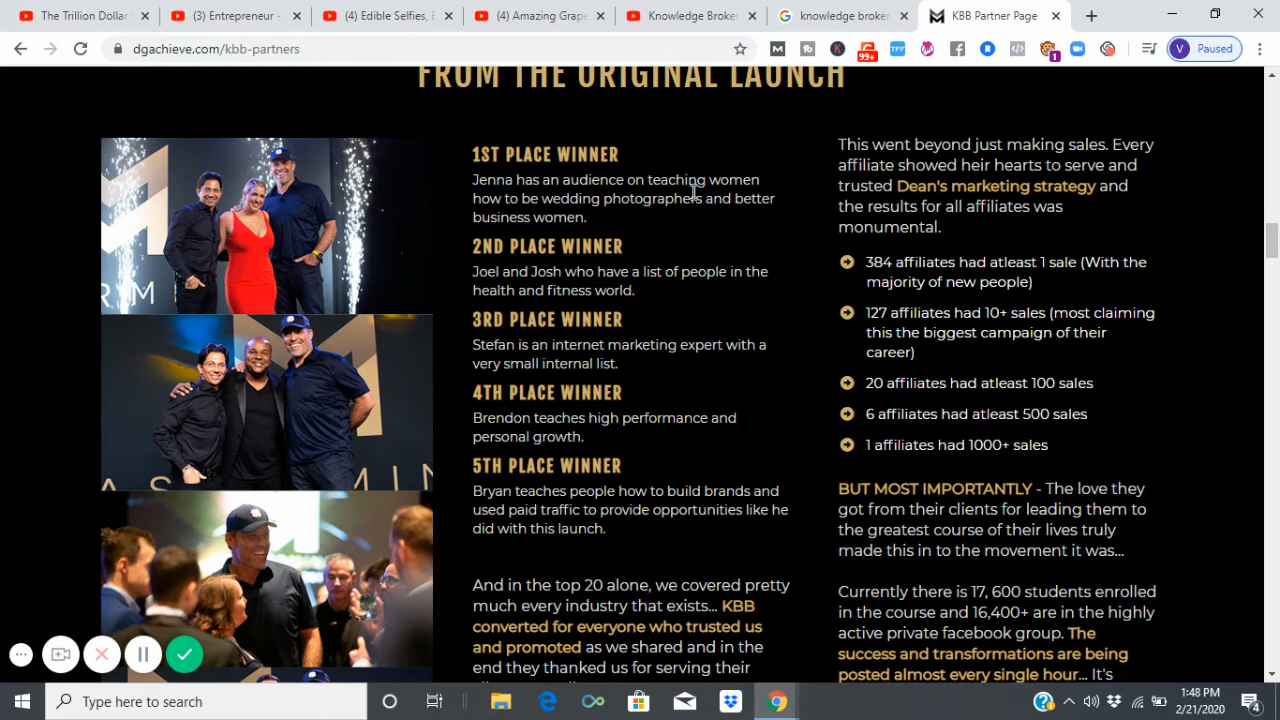 The Trillion Dollar
(3) Entrepreneur -
(4) Edible Selfies, E
(4) Amazing Grape
Knowledge Broker
knowledge broker
KBB Partner Page
dgachieve.com/kbb-partners
99+
TFF
1
V Paused
FROM THE ORIGINAL LAUNCH
1ST PLACE WINNER
Jenna has an audience on teaching women
how to be wedding photographers and better
business women.
2ND PLACE WINNER
Joel and Josh who have a list of people in the
health and fitness world.
3RD PLACE WINNER
Stefan is an internet marketing expert with a
very small internal list.
4TH PLACE WINNER
Brendon teaches high performance and
personal growth.
5TH PLACE WINNER
Bryan teaches people how to build brands and
used paid traffic to provide opportunities like he
did with this launch.
And in the top 20 alone, we covered pretty
much every industry that exists... KBB
converted for everyone who trusted us
and promoted as we shared and in the
end they thanked us for serving their
This went beyond just making sales. Every
affiliate showed heir hearts to serve and
trusted Dean's marketing strategy and
the results for all affiliates was
monumental.
384 affiliates had atleast 1 sale (With the
majority of new people)
127 affiliates had 10+ sales (most claiming
this the biggest campaign of their
career)
20 affiliates had atleast 100 sales
6 affiliates had atleast 500 sales
1 affiliates had 1000+ sales
BUT MOST IMPORTANTLY - The love they
got from their clients for leading them to
the greatest course of their lives truly
made this in to the movement it was...
Currently there is 17, 600 students enrolled
in the course and 16,400+ are in the highly
active private facebook group. The
success and transformations are being
posted almost every single hour... It's
Type here to search
1:48 PM
2/21/2020
4